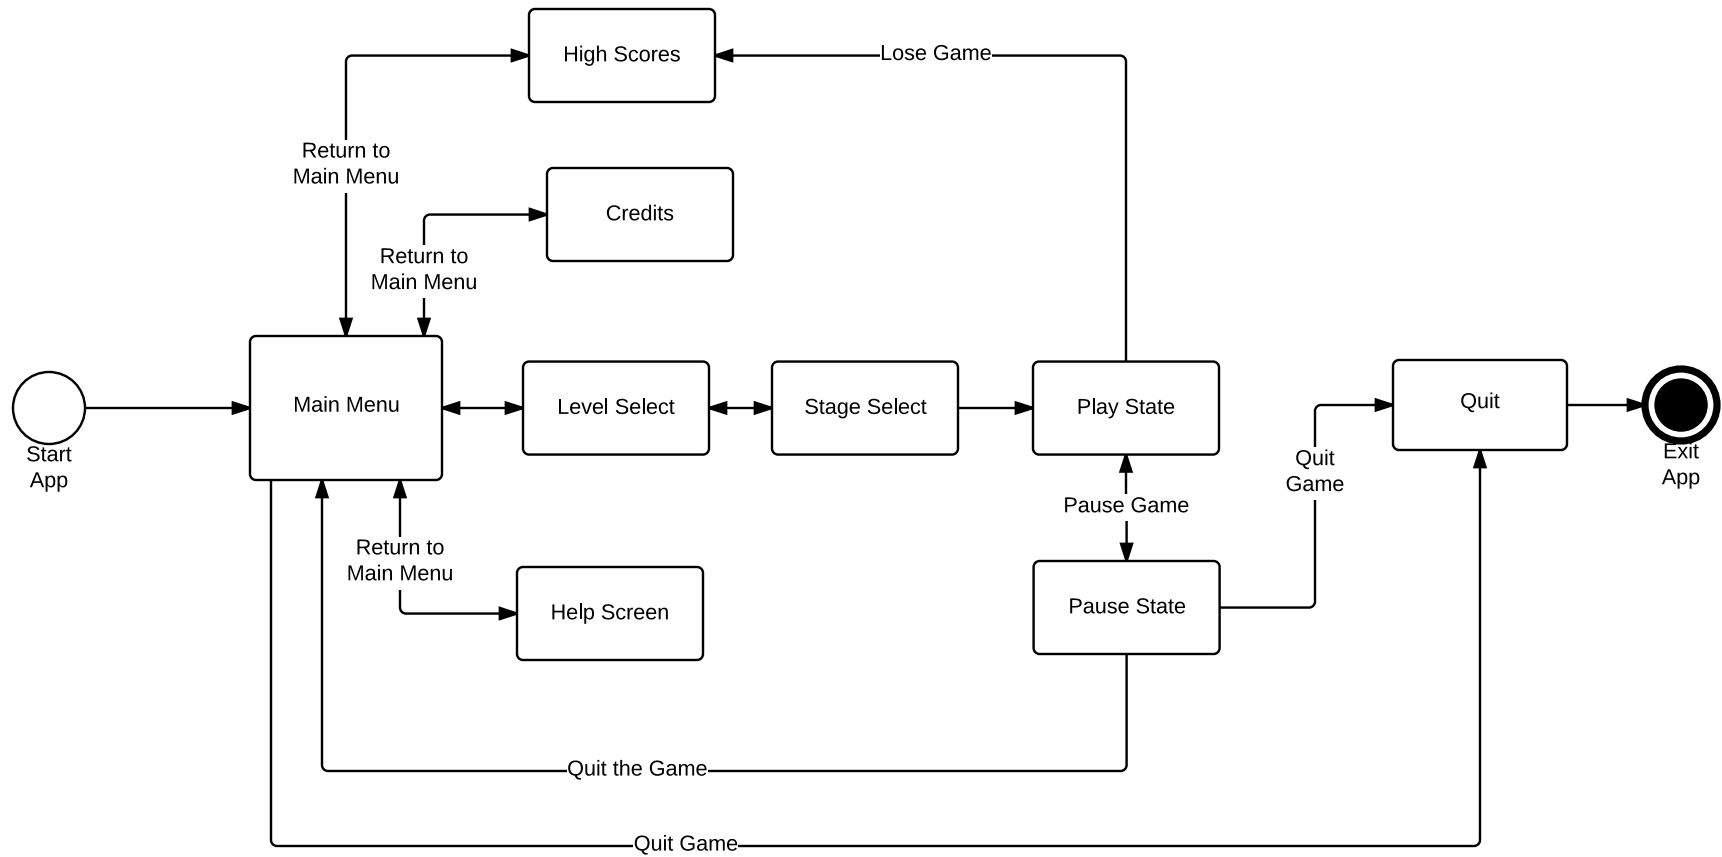 High Scores
Lose Game
Return to
Main Menu
Credits
Return to
Main Menu
Start
App
Main Menu
Level Select
Stage Select
Play State
Quit
Exit
App
Quit
Game
Pause Game
Return to
Main Menu
Help Screen
Pause State
Quit the Game
Quit Game